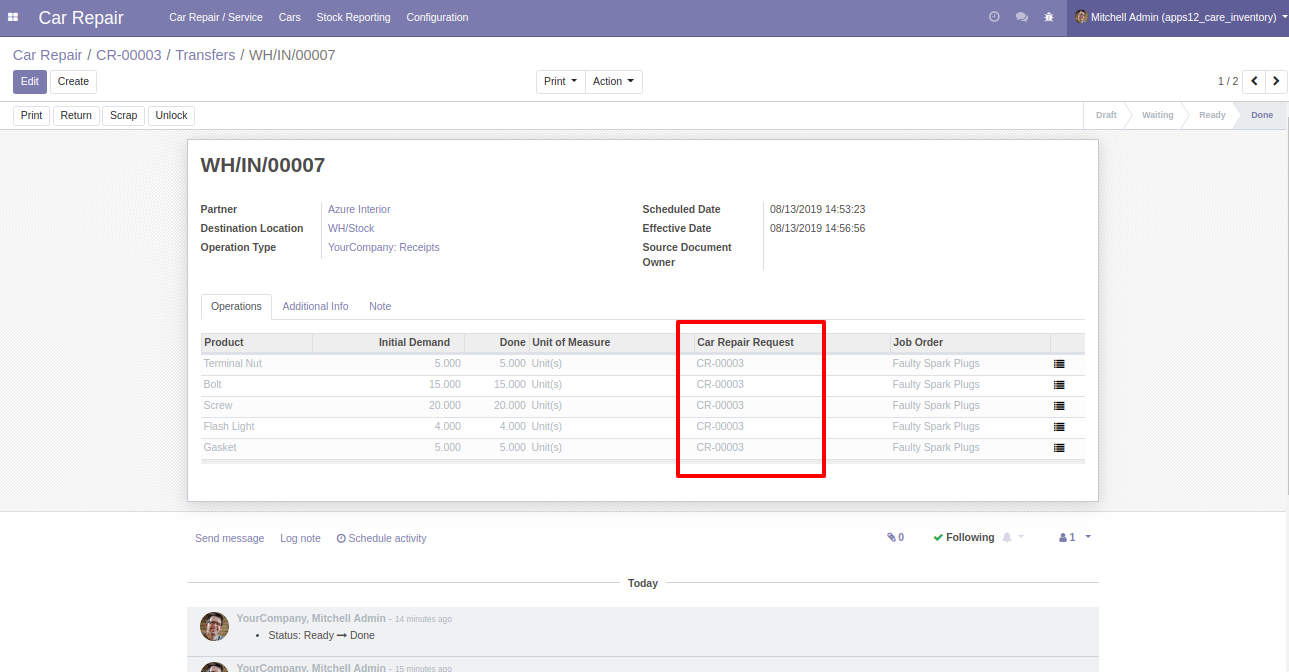 Car Repair Car Repair / Service Cars Stock Reporting Configuration Mitchell Admin (apps12_care_inventory)
Car Repair / CR-00003 / Transfers / WH/IN/00007
Edit Create Print Action 1 / 2
Print Return Scrap Unlock Draft Waiting Ready Done
WH/IN/00007
Partner Azure Interior Scheduled Date 08/13/2019 14:53:23
Destination Location WH/Stock Effective Date 08/13/2019 14:56:56
Operation Type YourCompany: Receipts Source Document
Owner
Operations Additional Info Note
Product Initial Demand Done Unit of Measure Car Repair Request Job Order
Terminal Nut 5.000 5.000 Unit(s) CR-00003 Faulty Spark Plugs
Bolt 15.000 15.000 Unit(s) CR-00003 Faulty Spark Plugs
Screw 20.000 20.000 Unit(s) CR-00003 Faulty Spark Plugs
Flash Light 4.000 4.000 Unit(s) CR-00003 Faulty Spark Plugs
Gasket 5.000 5.000 Unit(s) CR-00003 Faulty Spark Plugs
Send message Log note Schedule activity 0 Following 1
Today
YourCompany, Mitchell Admin - 14 minutes ago
• Status: Ready ➞ Done
YourCompany, Mitchell Admin - 15 minutes ago